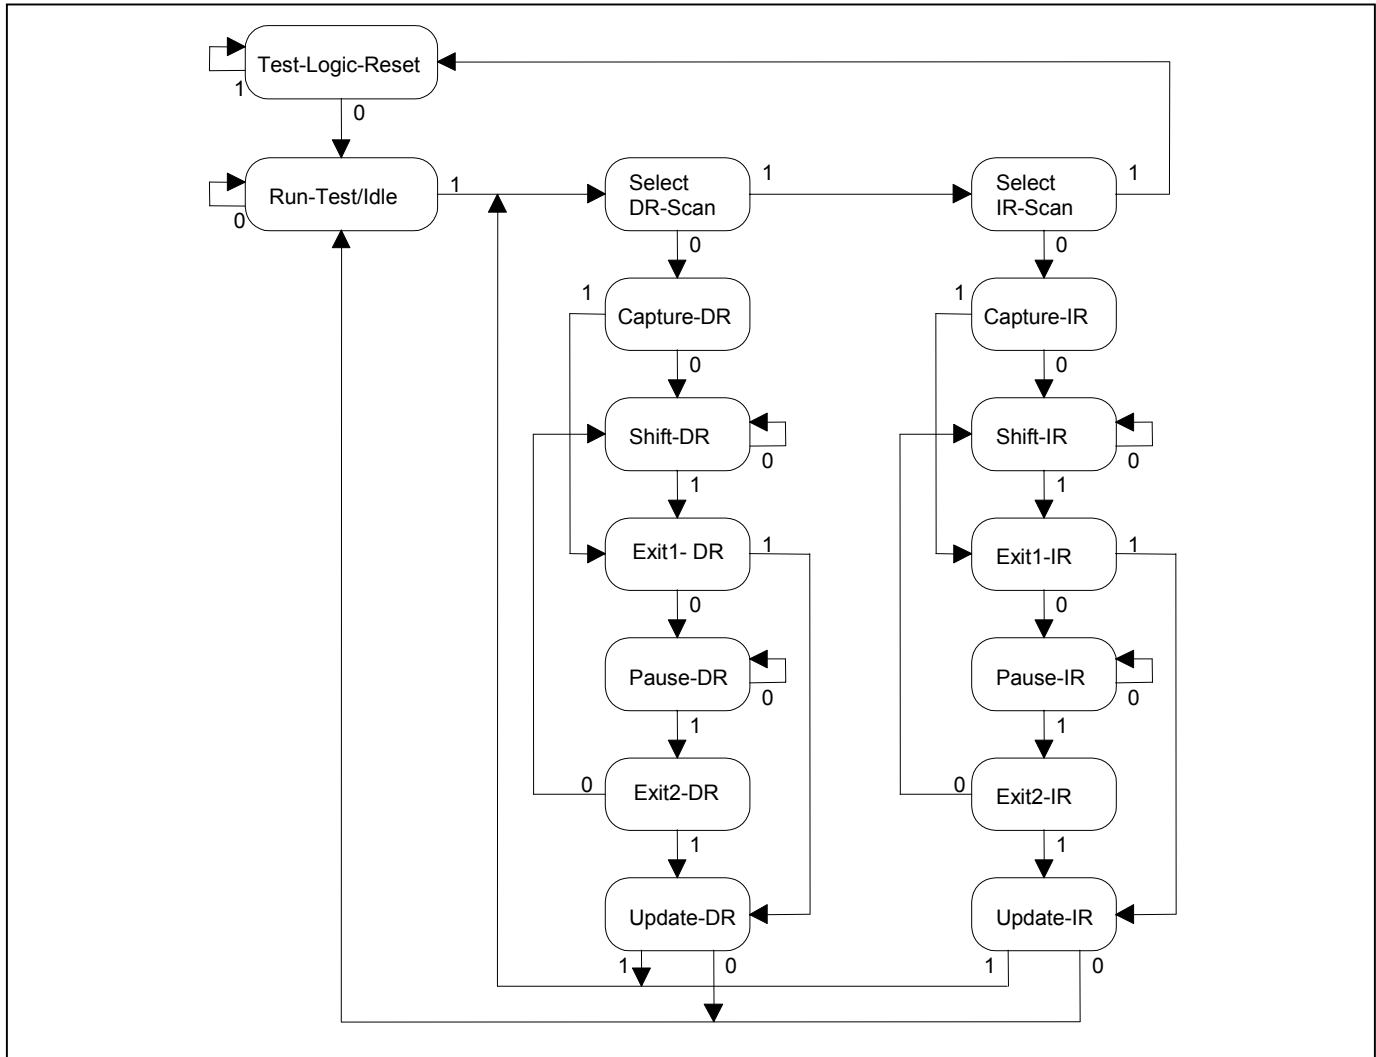 Test-Logic-Reset
1
0
Run-Test/Idle
1
0
Select
DR-Scan
1
0
Select
IR-Scan
1
0
1
Capture-DR
0
1
Capture-IR
0
Shift-DR
0
1
Shift-IR
0
1
Exit1- DR
1
0
Exit1-IR
1
0
Pause-DR
0
1
Pause-IR
0
1
0
Exit2-DR
1
0
Exit2-IR
1
Update-DR
1
0
Update-IR
1
0